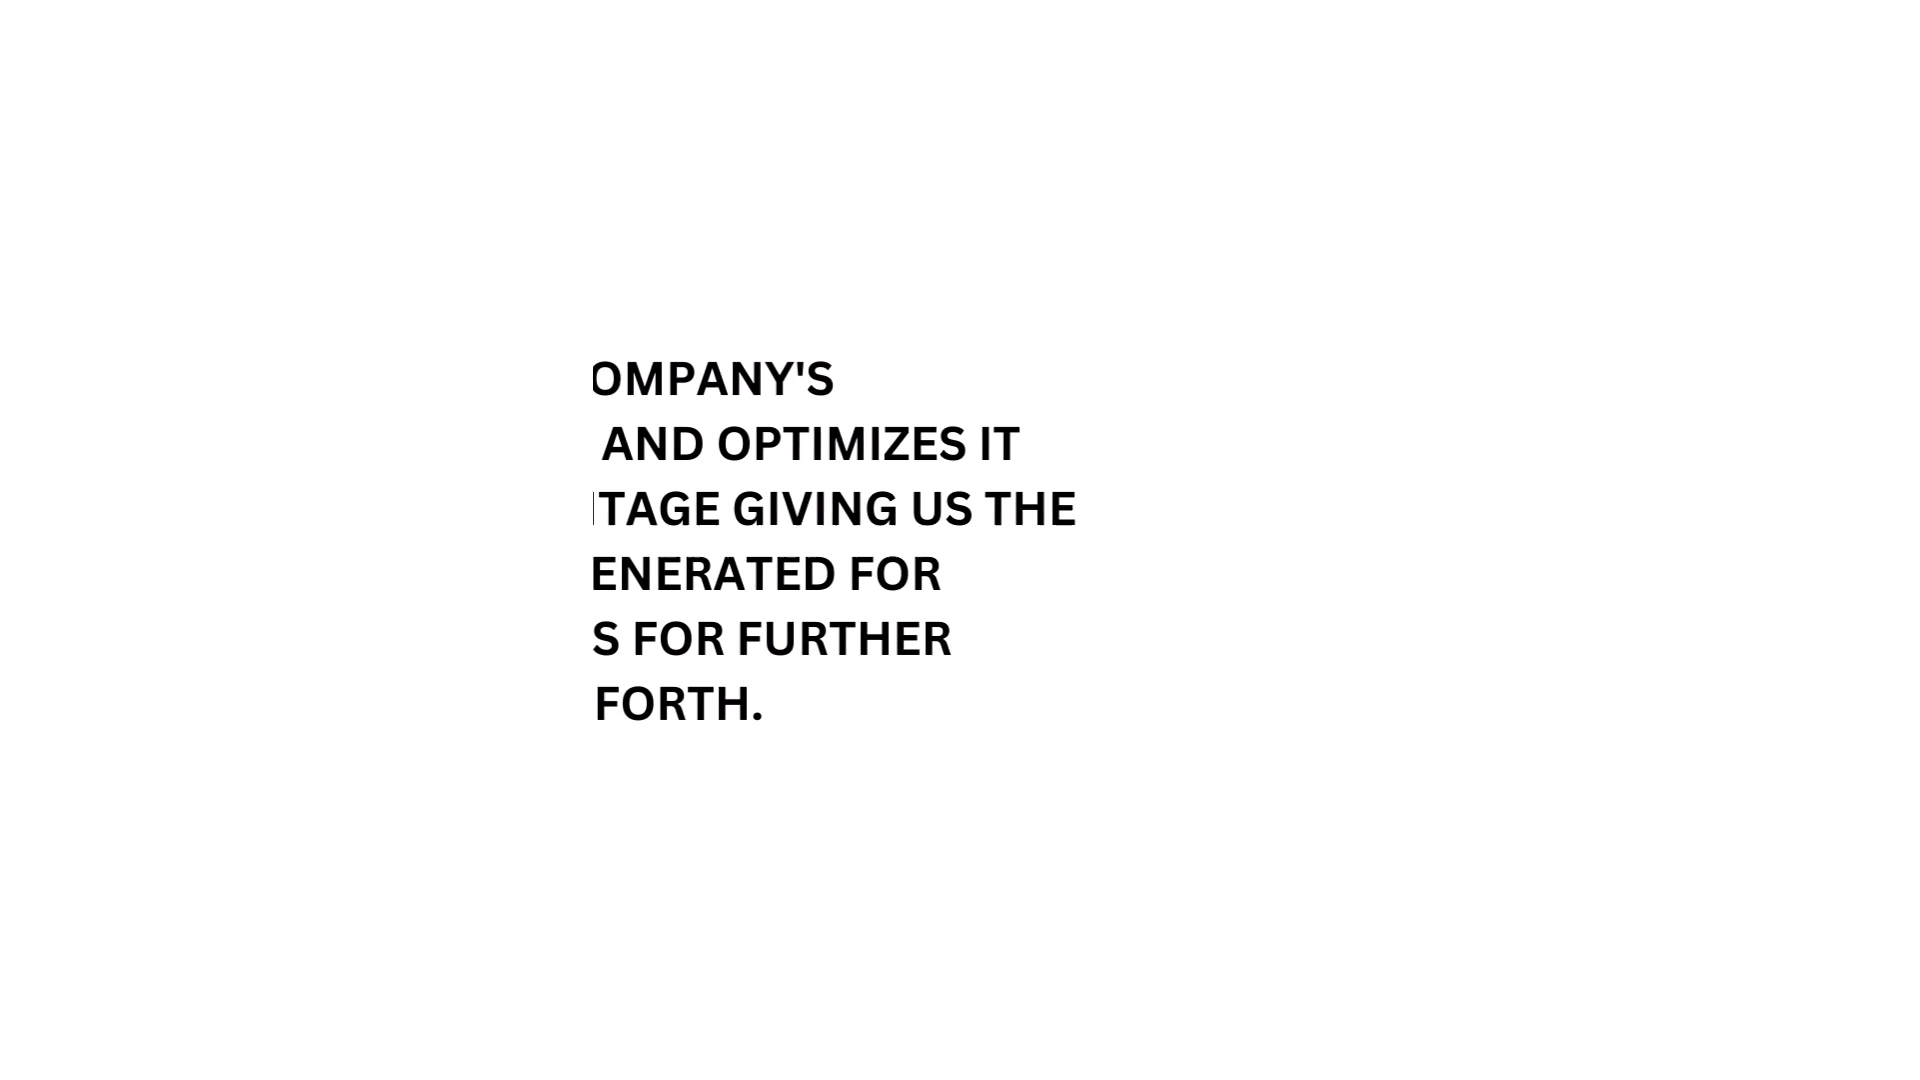 OMPANY'S
AND OPTIMIZES IT
TAGE GIVING US THE
ENERATED FOR
S FOR FURTHER
FORTH.